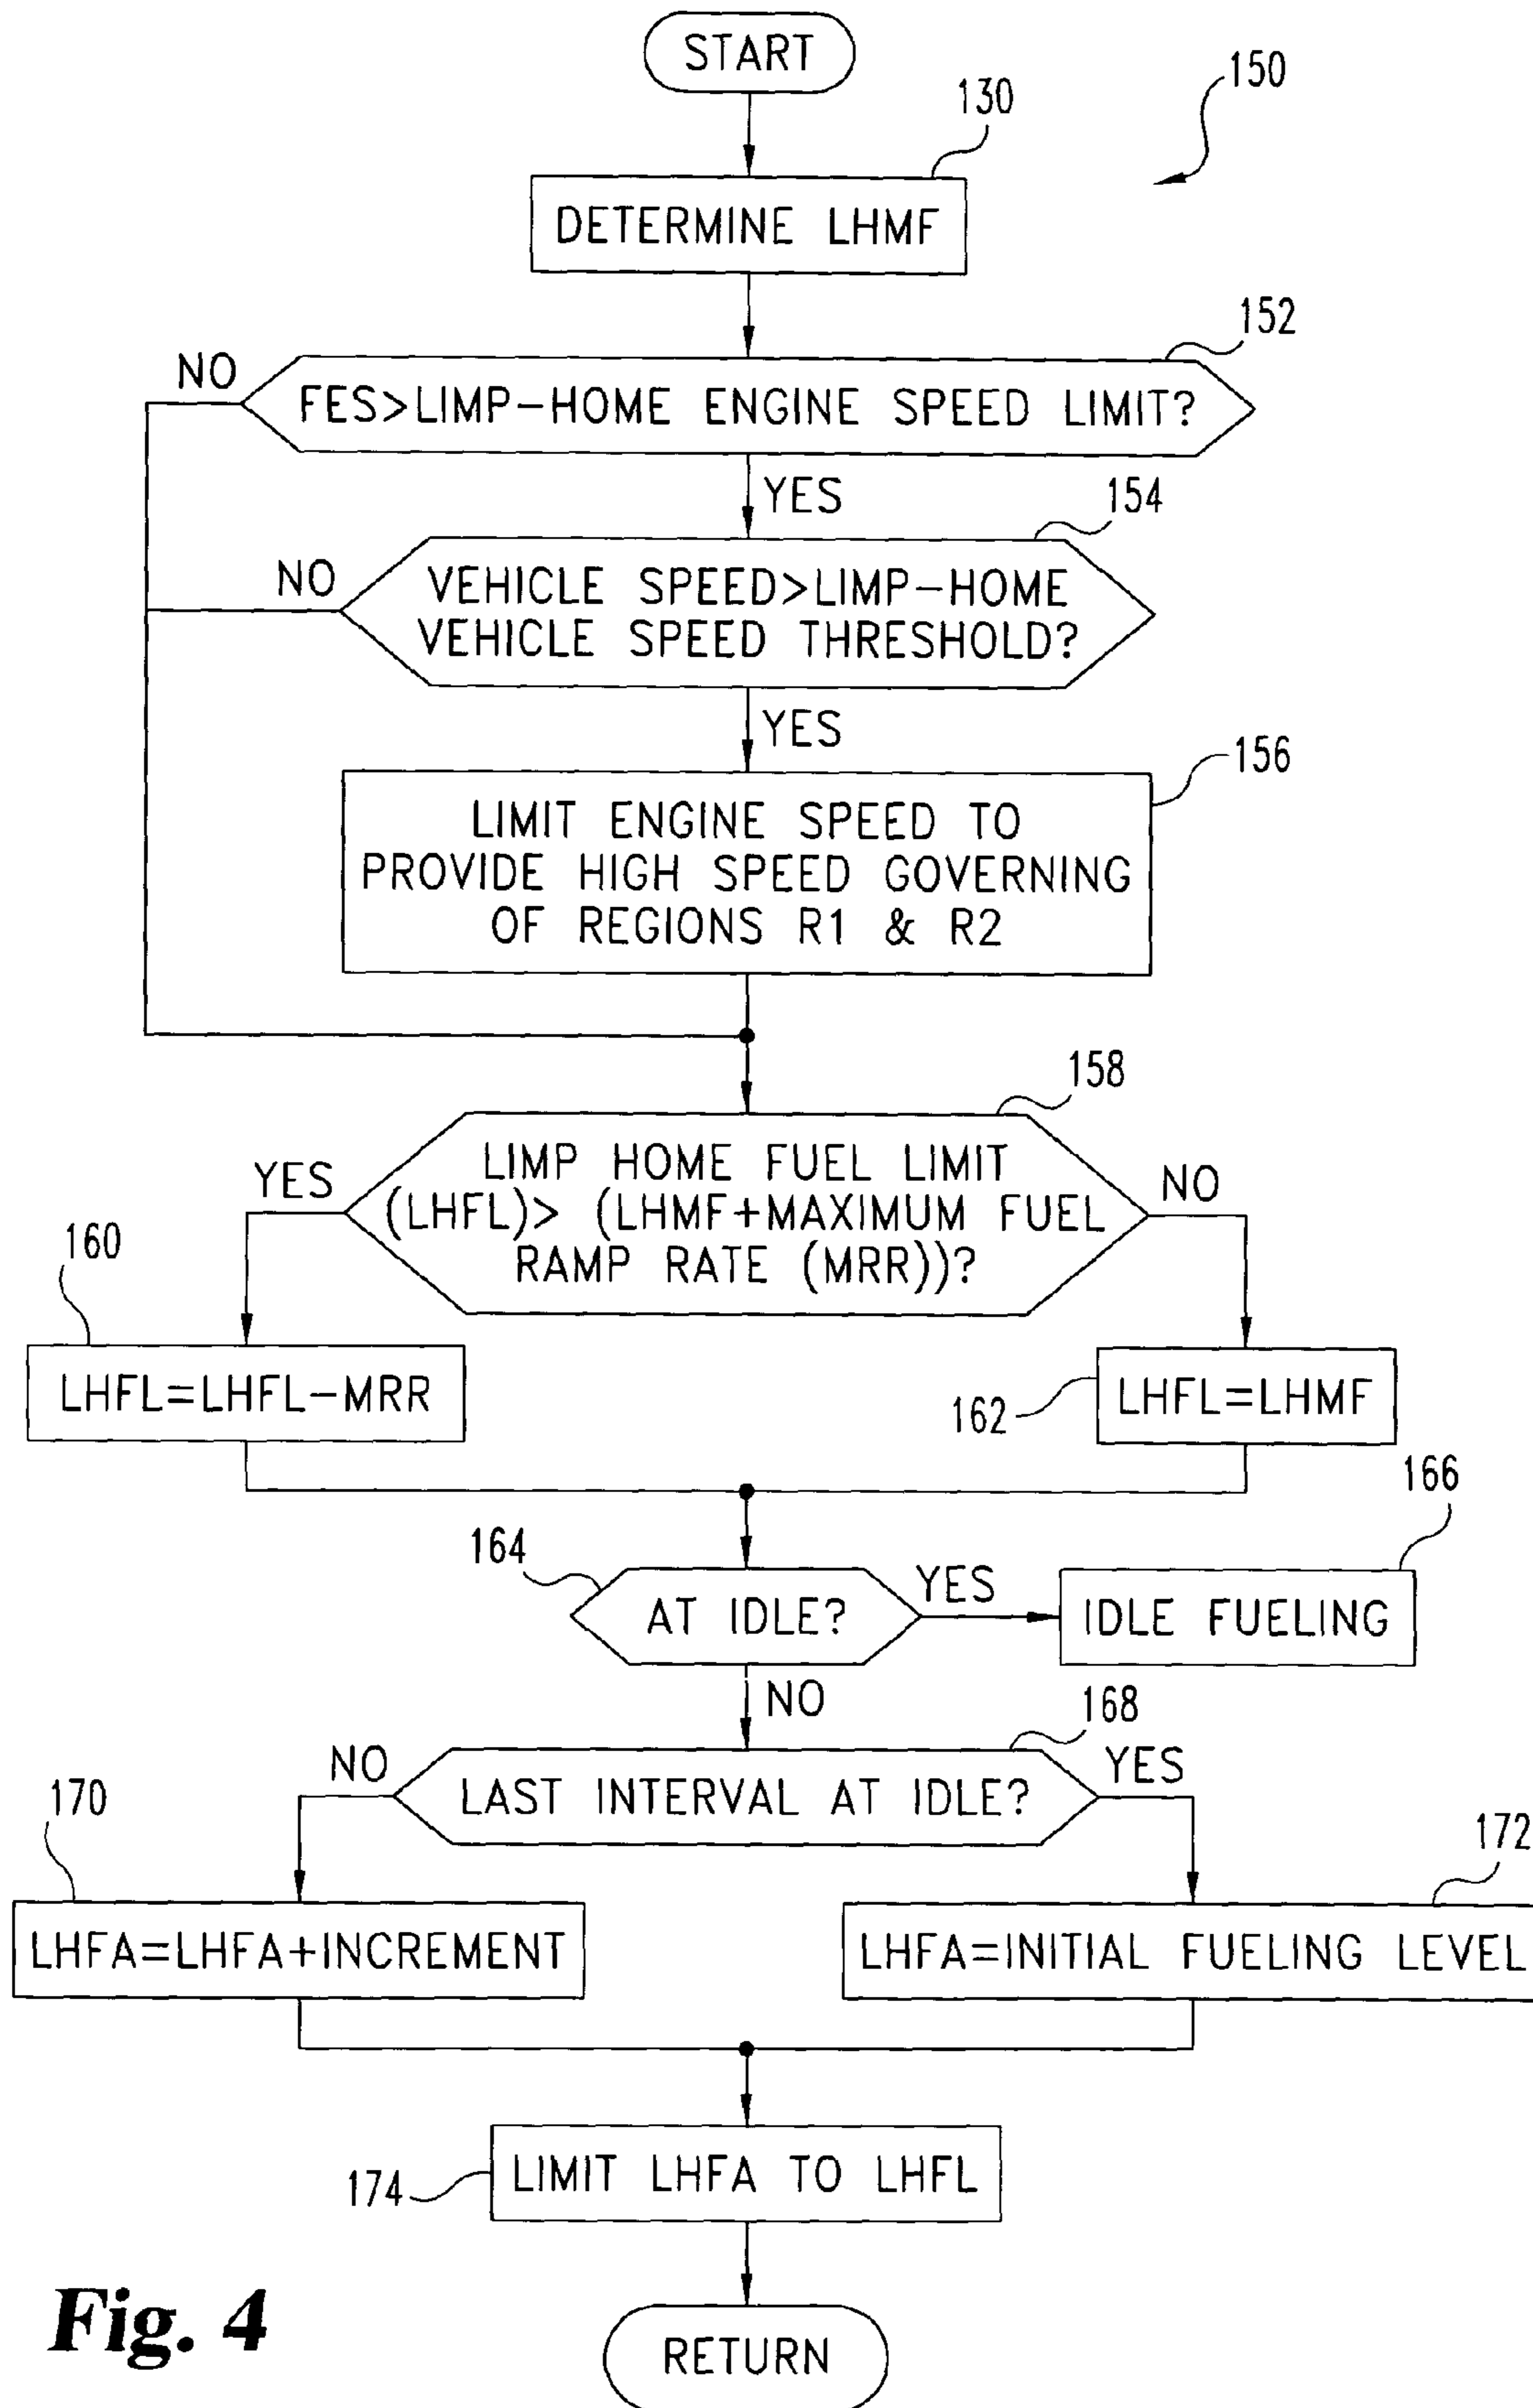 START
150
130
DETERMINE LHMF
152
NO
FES>LIMP-HOME ENGINE SPEED LIMIT?
YES
154
NO
VEHICLE SPEED>LIMP-HOME
VEHICLE SPEED THRESHOLD?
YES
156
LIMIT ENGINE SPEED TO
PROVIDE HIGH SPEED GOVERNING
OF REGIONS R1 & R2
158
YES
LIMP HOME FUEL LIMIT
(LHFL)> (LHMF+MAXIMUM FUEL
RAMP RATE (MRR))?
NO
160
LHFL=LHFL-MRR
162
LHFL=LHMF
166
164
AT IDLE?
YES
IDLE FUELING
NO
168
NO
LAST INTERVAL AT IDLE?
YES
170
172
LHFA=LHFA+INCREMENT
LHFA=INITIAL FUELING LEVEL
174
LIMIT LHFA TO LHFL
Fig. 4
RETURN